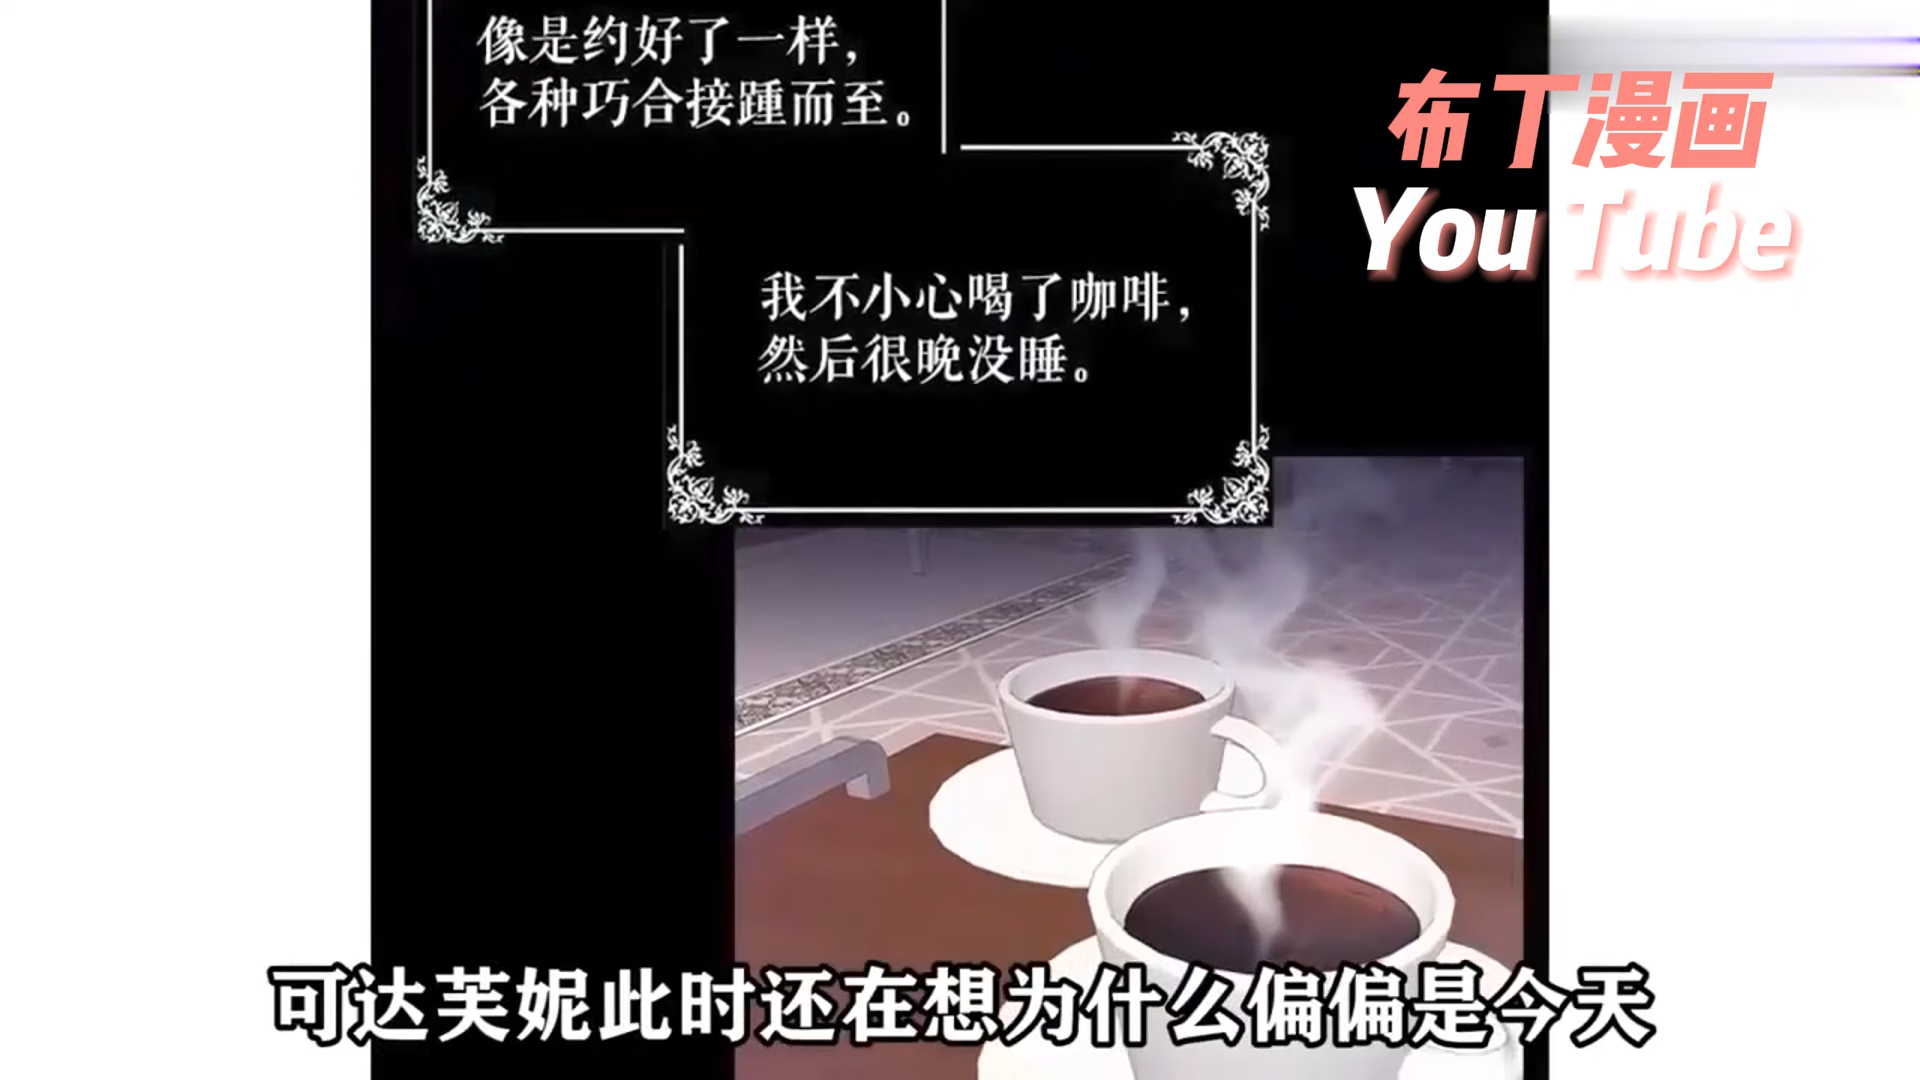 像是约好了一样，
各种巧合接踵而至。
布丁漫画
YouTube
我不小心喝了咖啡，
然后很晚没睡。
可达芙妮此时还在想为什么偏偏是今天